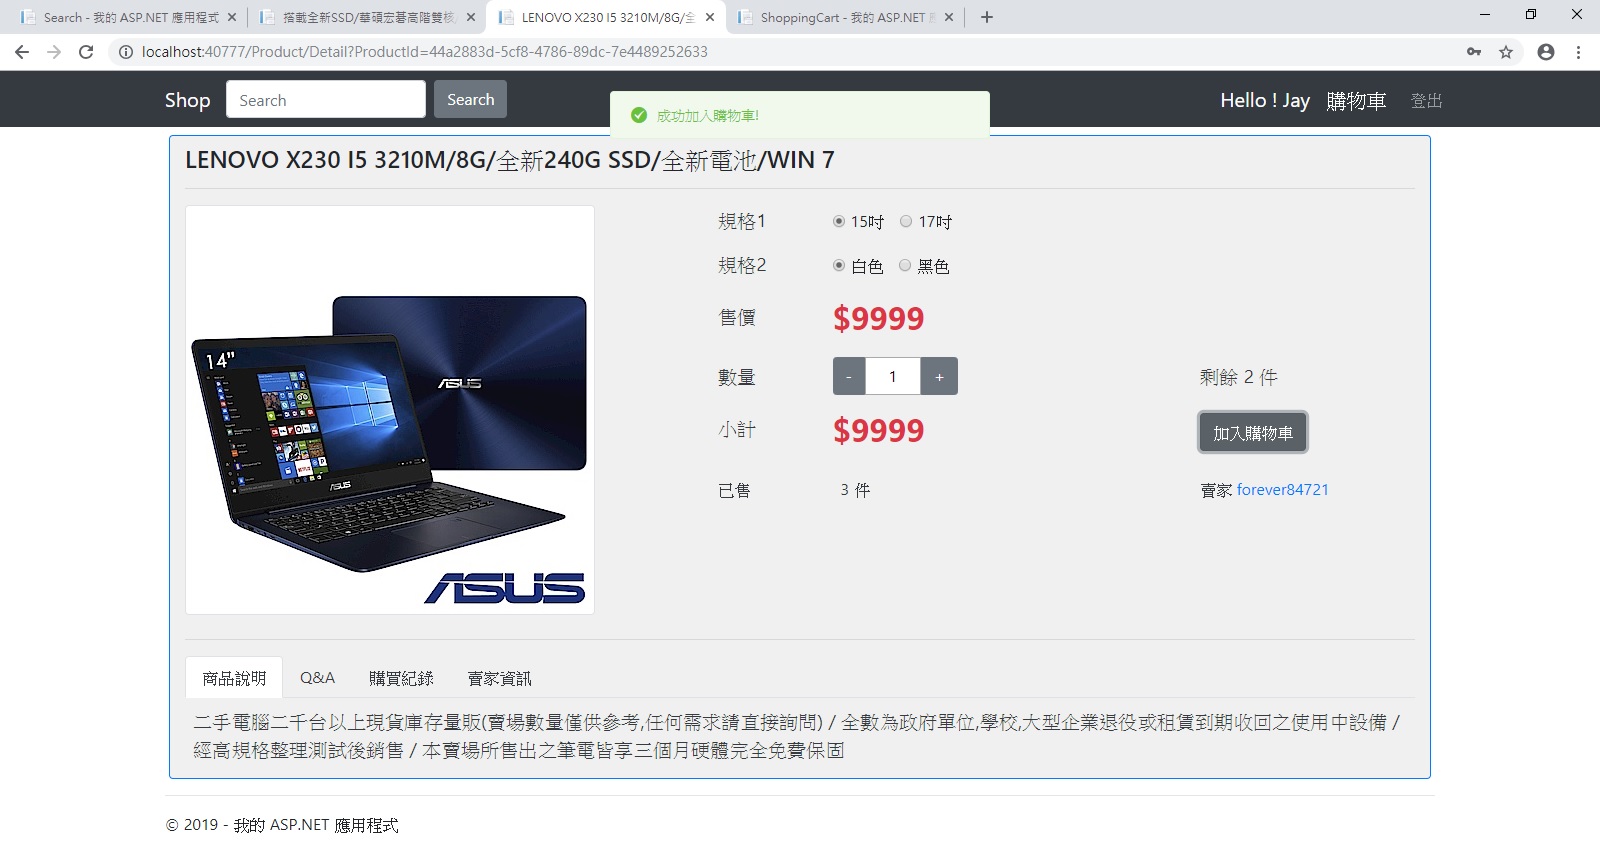 Search - 我的 ASP.NET 應用程式
搭載全新SSD/華碩宏碁高階雙核
LENOVO X230 I5 3210M/8G/全
ShoppingCart - 我的 ASP.NET
localhost:40777/Product/Detail?ProductId=44a2883d-5cf8-4786-89dc-7e4489252633
Shop Search Search Hello ! Jay 購物車 登出
成功加入購物車!
LENOVO X230 I5 3210M/8G/全新240G SSD/全新電池/WIN 7
14"
ASUS
ASUS
ASUS
規格1 15吋 17吋
規格2 白色 黑色
售價 $9999
數量 - 1 + 剩餘 2 件
小計 $9999 加入購物車
已售 3 件 賣家 forever84721
商品說明 Q&A 購買紀錄 賣家資訊
二手電腦二千台以上現貨庫存量販(賣場數量僅供參考,任何需求請直接詢問) / 全數為政府單位,學校,大型企業退役或租賃到期收回之使用中設備 /
經高規格整理測試後銷售 / 本賣場所售出之筆電皆享三個月硬體完全免費保固
© 2019 - 我的 ASP.NET 應用程式